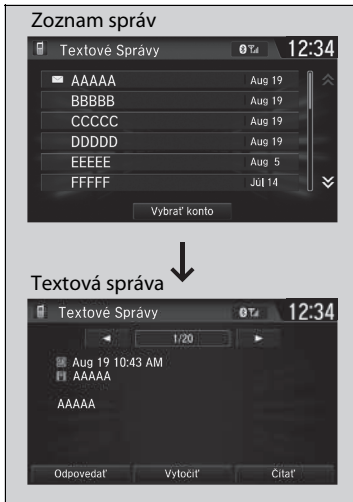 Zoznam správ
Textové Správy 12:34
AAAAA Aug 19
BBBBB Aug 19
CCCCC Aug 19
DDDDD Aug 19
EEEEE Aug 5
FFFFF Júl 14
Vybrať konto
Textová správa
Textové Správy 12:34
1/20
Aug 19 10:43 AM
AAAAA
AAAAA
Odpovedať Vytočiť Čítať